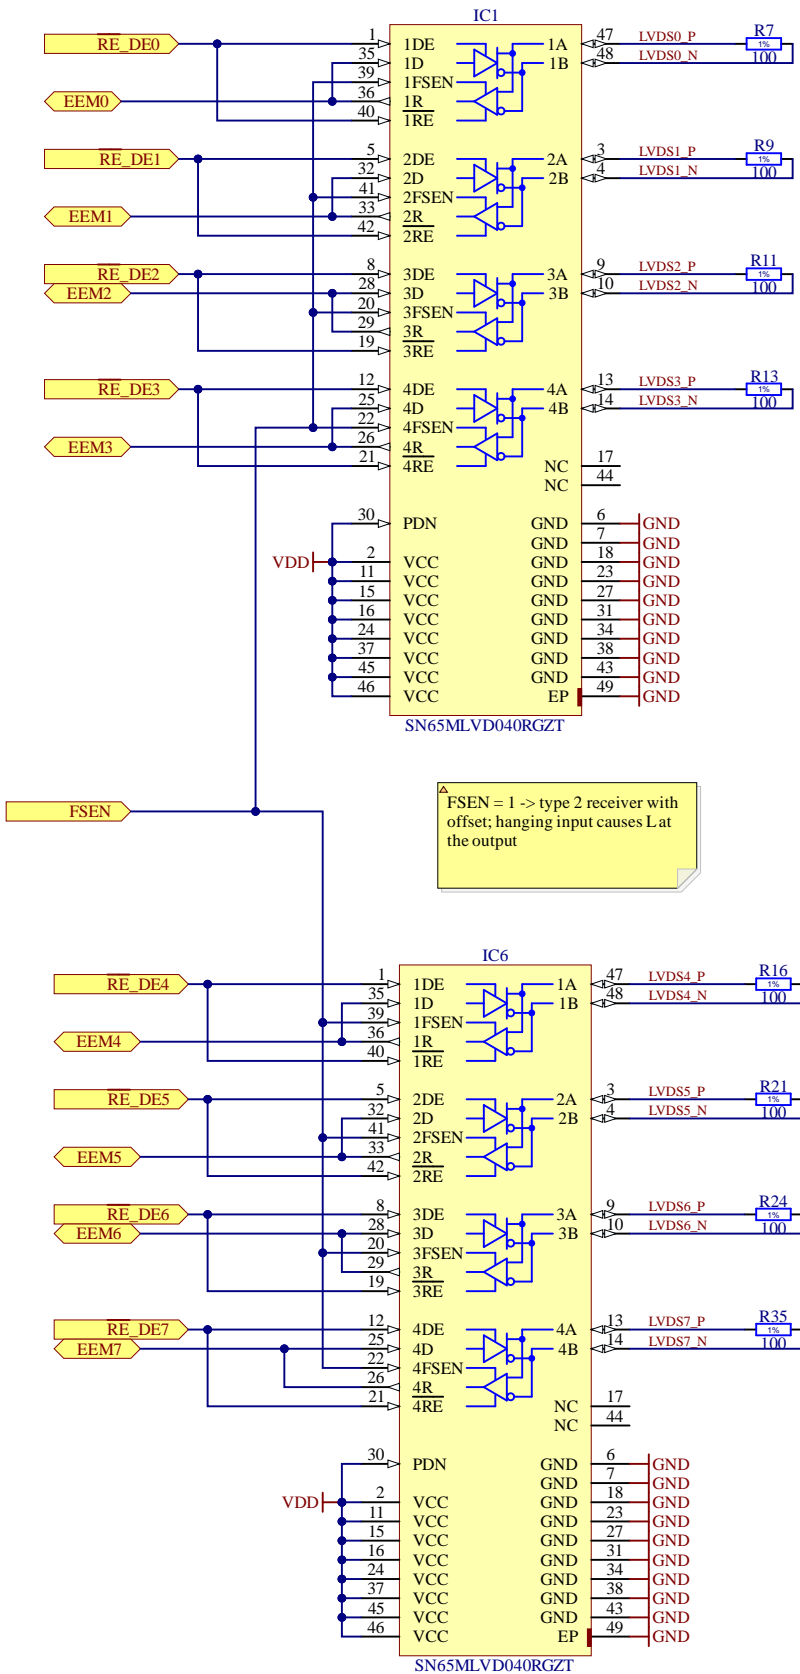 IC1
RE_DE0 1 1DE 1A 47 LVDS0_P R7
35 1D 1B 48 LVDS0_N 1% 100
39 1FSEN
EEM0 36 1R
40 1RE
RE_DE1 5 2DE 2A 3 LVDS1_P R9
32 2D 2B 4 LVDS1_N 1% 100
41 2FSEN
EEM1 33 2R
42 2RE
RE_DE2 8 3DE 3A 9 LVDS2_P R11
EEM2 28 3D 3B 10 LVDS2_N 1% 100
20 3FSEN
29 3R
19 3RE
RE_DE3 12 4DE 4A 13 LVDS3_P R13
25 4D 4B 14 LVDS3_N 1% 100
22 4FSEN
EEM3 26 4R
21 4RE NC 17
NC 44
30 PDN GND 6 GND
GND 7 GND
VDD 2 VCC GND 18 GND
11 VCC GND 23 GND
15 VCC GND 27 GND
16 VCC GND 31 GND
24 VCC GND 34 GND
37 VCC GND 38 GND
45 VCC GND 43 GND
46 VCC EP 49 GND
SN65MLVD040RGZT
FSEN
FSEN = 1 -> type 2 receiver with
offset; hanging input causes L at
the output
IC6
RE_DE4 1 1DE 1A 47 LVDS4_P R16
35 1D 1B 48 LVDS4_N 1% 100
39 1FSEN
EEM4 36 1R
40 1RE
RE_DE5 5 2DE 2A 3 LVDS5_P R21
32 2D 2B 4 LVDS5_N 1% 100
41 2FSEN
EEM5 33 2R
42 2RE
RE_DE6 8 3DE 3A 9 LVDS6_P R24
EEM6 28 3D 3B 10 LVDS6_N 1% 100
20 3FSEN
29 3R
19 3RE
RE_DE7 12 4DE 4A 13 LVDS7_P R35
EEM7 25 4D 4B 14 LVDS7_N 1% 100
22 4FSEN
26 4R
21 4RE NC 17
NC 44
30 PDN GND 6 GND
GND 7 GND
VDD 2 VCC GND 18 GND
11 VCC GND 23 GND
15 VCC GND 27 GND
16 VCC GND 31 GND
24 VCC GND 34 GND
37 VCC GND 38 GND
45 VCC GND 43 GND
46 VCC EP 49 GND
SN65MLVD040RGZT